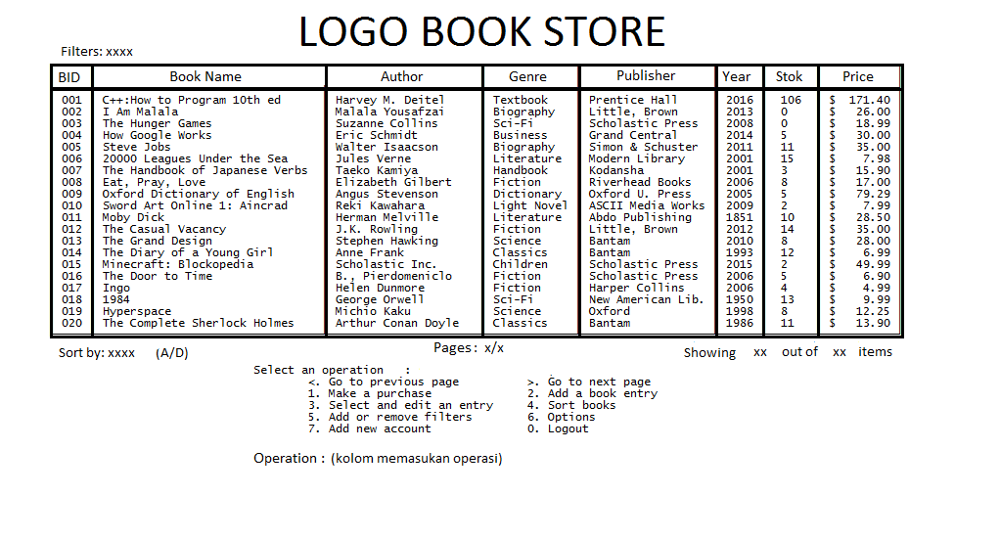 LOGO BOOK STORE
Filters: xxxx
BID Book Name Author Genre Publisher Year Stok Price
001 C++:How to Program 10th ed Harvey M. Deitel Textbook Prentice Hall 2016 106 $ 171.40
002 I Am Malala Malala Yousafzai Biography Little, Brown 2013 0 $ 26.00
003 The Hunger Games Suzanne Collins Sci-Fi Scholastic Press 2008 0 $ 18.99
004 How Google Works Eric Schmidt Business Grand Central 2014 5 $ 30.00
005 Steve Jobs Walter Isaacson Biography Simon & Schuster 2011 11 $ 35.00
006 20000 Leagues Under the Sea Jules Verne Literature Modern Library 2001 15 $ 7.98
007 The Handbook of Japanese Verbs Taeko Kamiya Handbook Kodansha 2001 3 $ 15.90
008 Eat, Pray, Love Elizabeth Gilbert Fiction Riverhead Books 2006 8 $ 17.00
009 Oxford Dictionary of English Angus Stevenson Dictionary Oxford U. Press 2005 5 $ 79.29
010 Sword Art Online 1: Aincrad Reki Kawahara Light Novel ASCII Media Works 2009 2 $ 7.99
011 Moby Dick Herman Melville Literature Abdo Publishing 1851 10 $ 28.50
012 The Casual Vacancy J.K. Rowling Fiction Little, Brown 2012 14 $ 35.00
013 The Grand Design Stephen Hawking Science Bantam 2010 8 $ 28.00
014 The Diary of a Young Girl Anne Frank Classics Bantam 1993 12 $ 6.99
015 Minecraft: Blockopedia Scholastic Inc. Children Scholastic Press 2015 2 $ 49.99
016 The Door to Time B., Pierdomeniclo Fiction Scholastic Press 2006 5 $ 6.90
017 Ingo Helen Dunmore Fiction Harper Collins 2006 4 $ 4.99
018 1984 George Orwell Sci-Fi New American Lib. 1950 13 $ 9.99
019 Hyperspace Michio Kaku Science Oxford 1998 8 $ 12.25
020 The Complete Sherlock Holmes Arthur Conan Doyle Classics Bantam 1986 11 $ 13.90
Sort by: xxxx (A/D) Pages: x/x Showing xx out of xx items
Select an operation :
<. Go to previous page >. Go to next page
1. Make a purchase 2. Add a book entry
3. Select and edit an entry 4. Sort books
5. Add or remove filters 6. Options
7. Add new account 0. Logout
Operation : (kolom memasukan operasi)